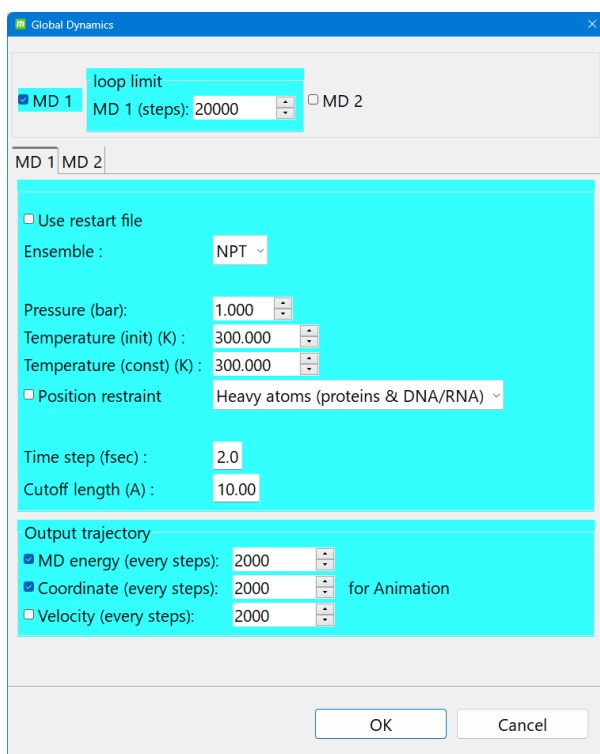 m Global Dynamics
loop limit
MD 1 MD 1 (steps): 20000 MD 2
MD 1 MD 2
Use restart file
Ensemble : NPT
Pressure (bar): 1.000
Temperature (init) (K) : 300.000
Temperature (const) (K) : 300.000
Position restraint Heavy atoms (proteins & DNA/RNA)
Time step (fsec) : 2.0
Cutoff length (A) : 10.00
Output trajectory
MD energy (every steps): 2000
Coordinate (every steps): 2000 for Animation
Velocity (every steps): 2000
OK Cancel